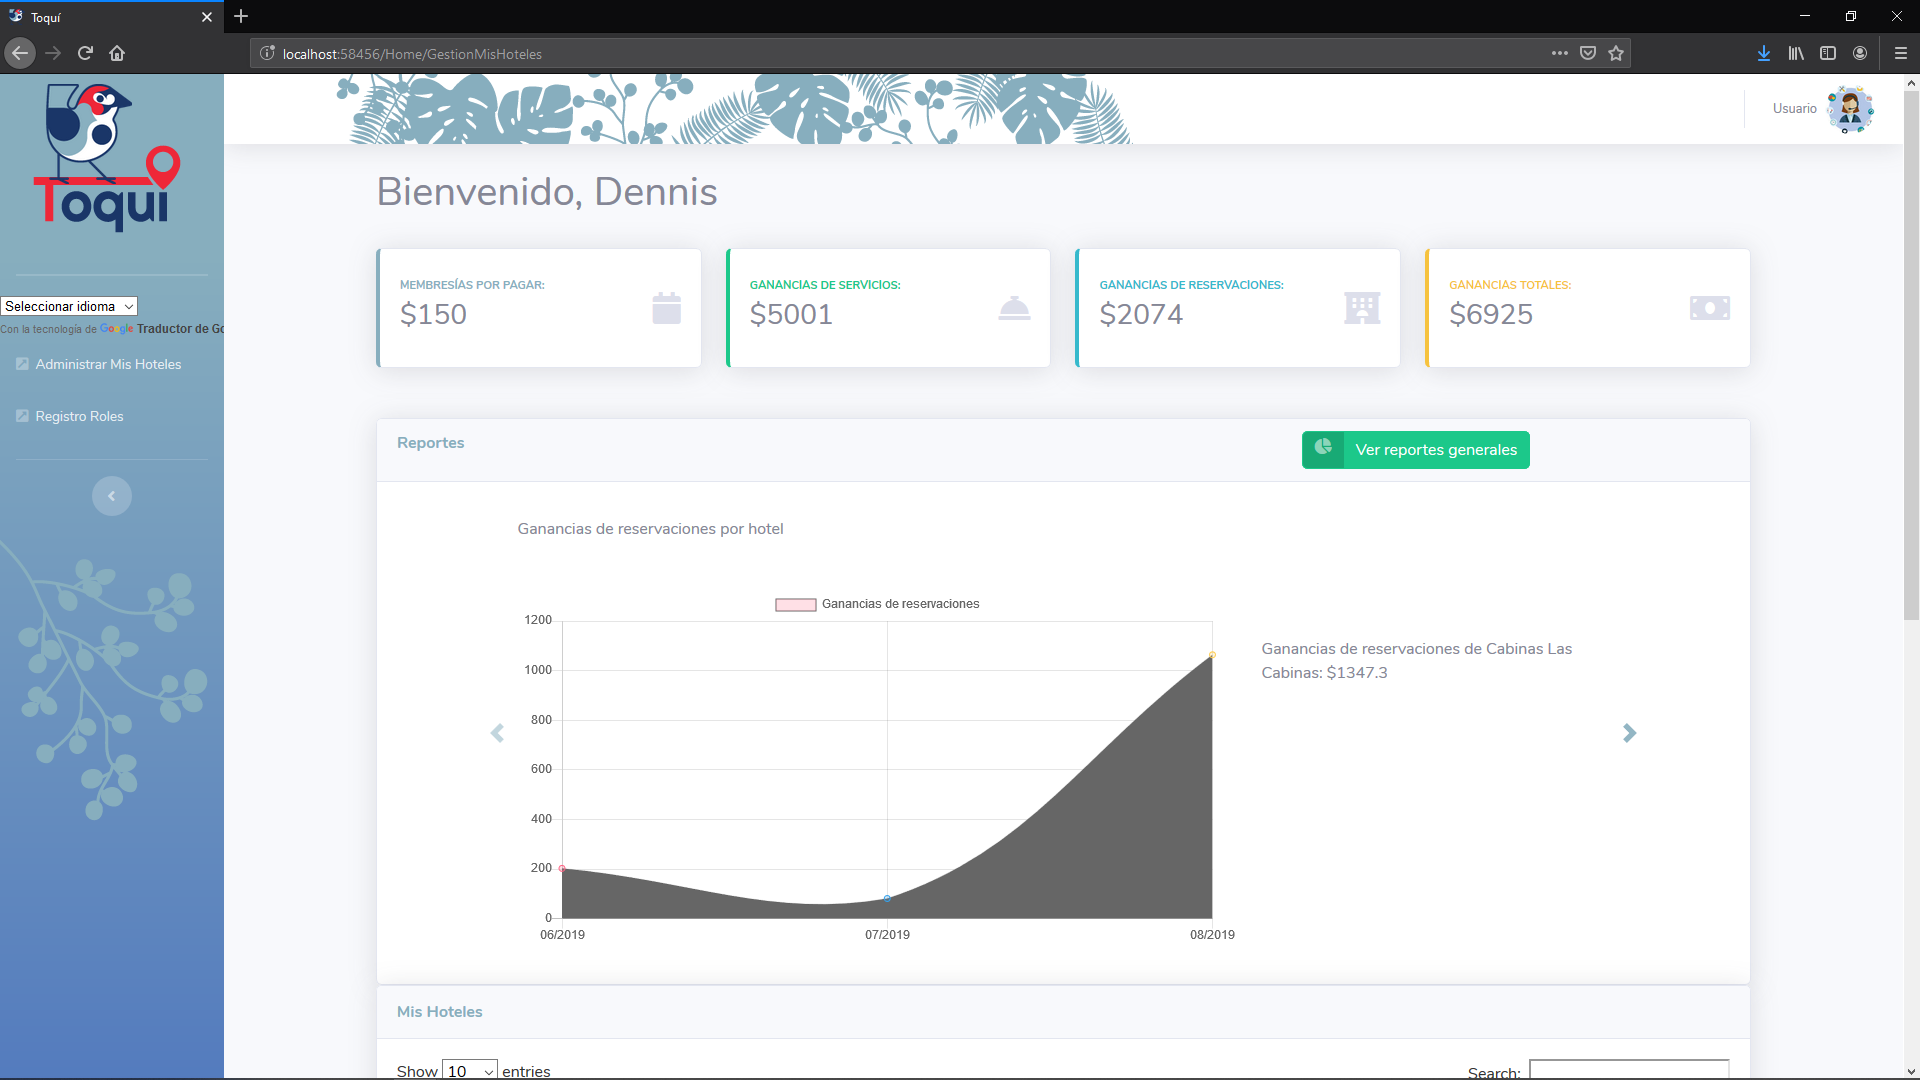 Toquí
localhost:58456/Home/GestionMisHoteles
Toquí
Seleccionar idioma
Con la tecnología de Google Traductor de Go
Administrar Mis Hoteles
Registro Roles
Usuario
Bienvenido, Dennis
MEMBRESÍAS POR PAGAR:
$150
GANANCIAS DE SERVICIOS:
$5001
GANANCIAS DE RESERVACIONES:
$2074
GANANCIAS TOTALES:
$6925
Reportes
Ver reportes generales
Ganancias de reservaciones por hotel
Ganancias de reservaciones
1200
1000
800
600
400
200
0
06/2019
07/2019
08/2019
Ganancias de reservaciones de Cabinas Las
Cabinas: $1347.3
Mis Hoteles
Show 10 entries
Search: